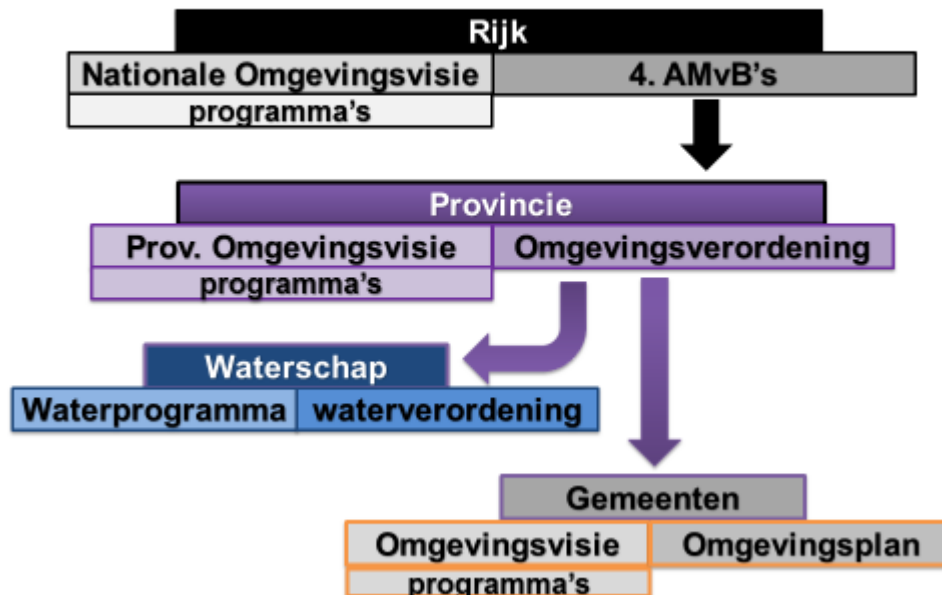 Rijk
Nationale Omgevingsvisie 4. AMvB's
programma's
Provincie
Prov. Omgevingsvisie Omgevingsverordening
programma's
Waterschap
Waterprogramma waterverordening
Gemeenten
Omgevingsvisie Omgevingsplan
programma's